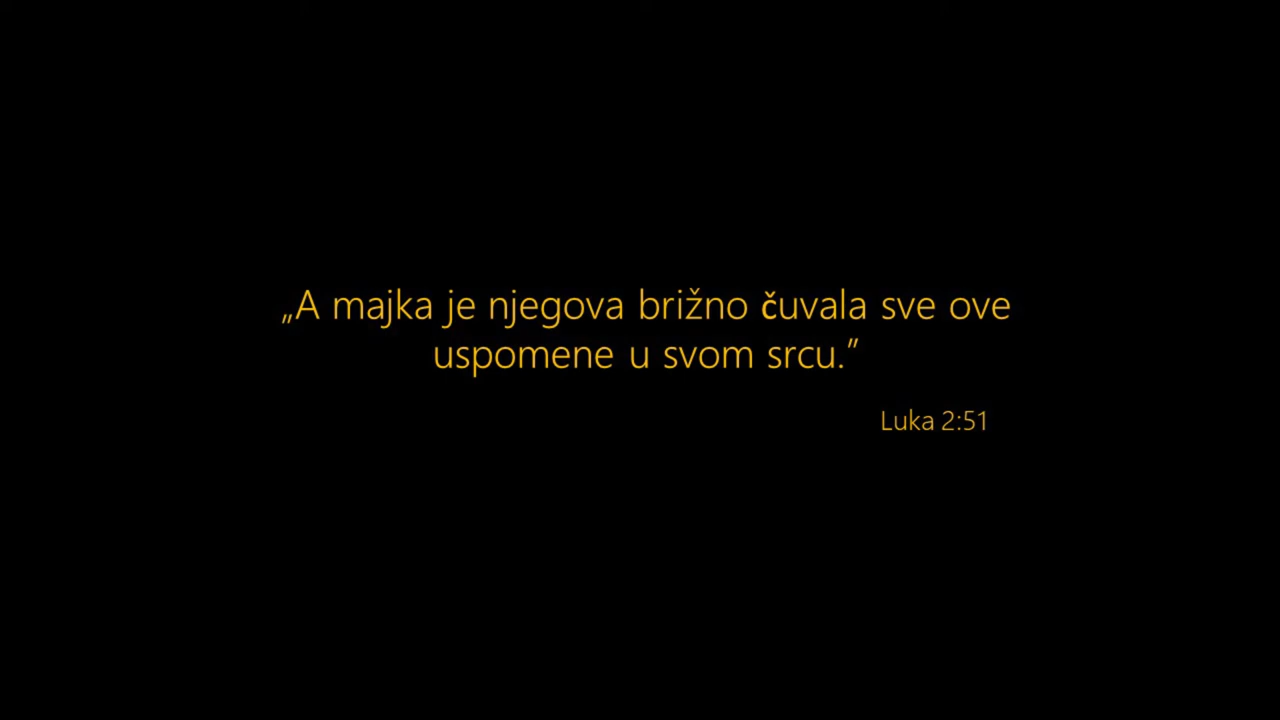 „A majka je njegova brižno čuvala sve ove
uspomene u svom srcu.”
Luka 2:51